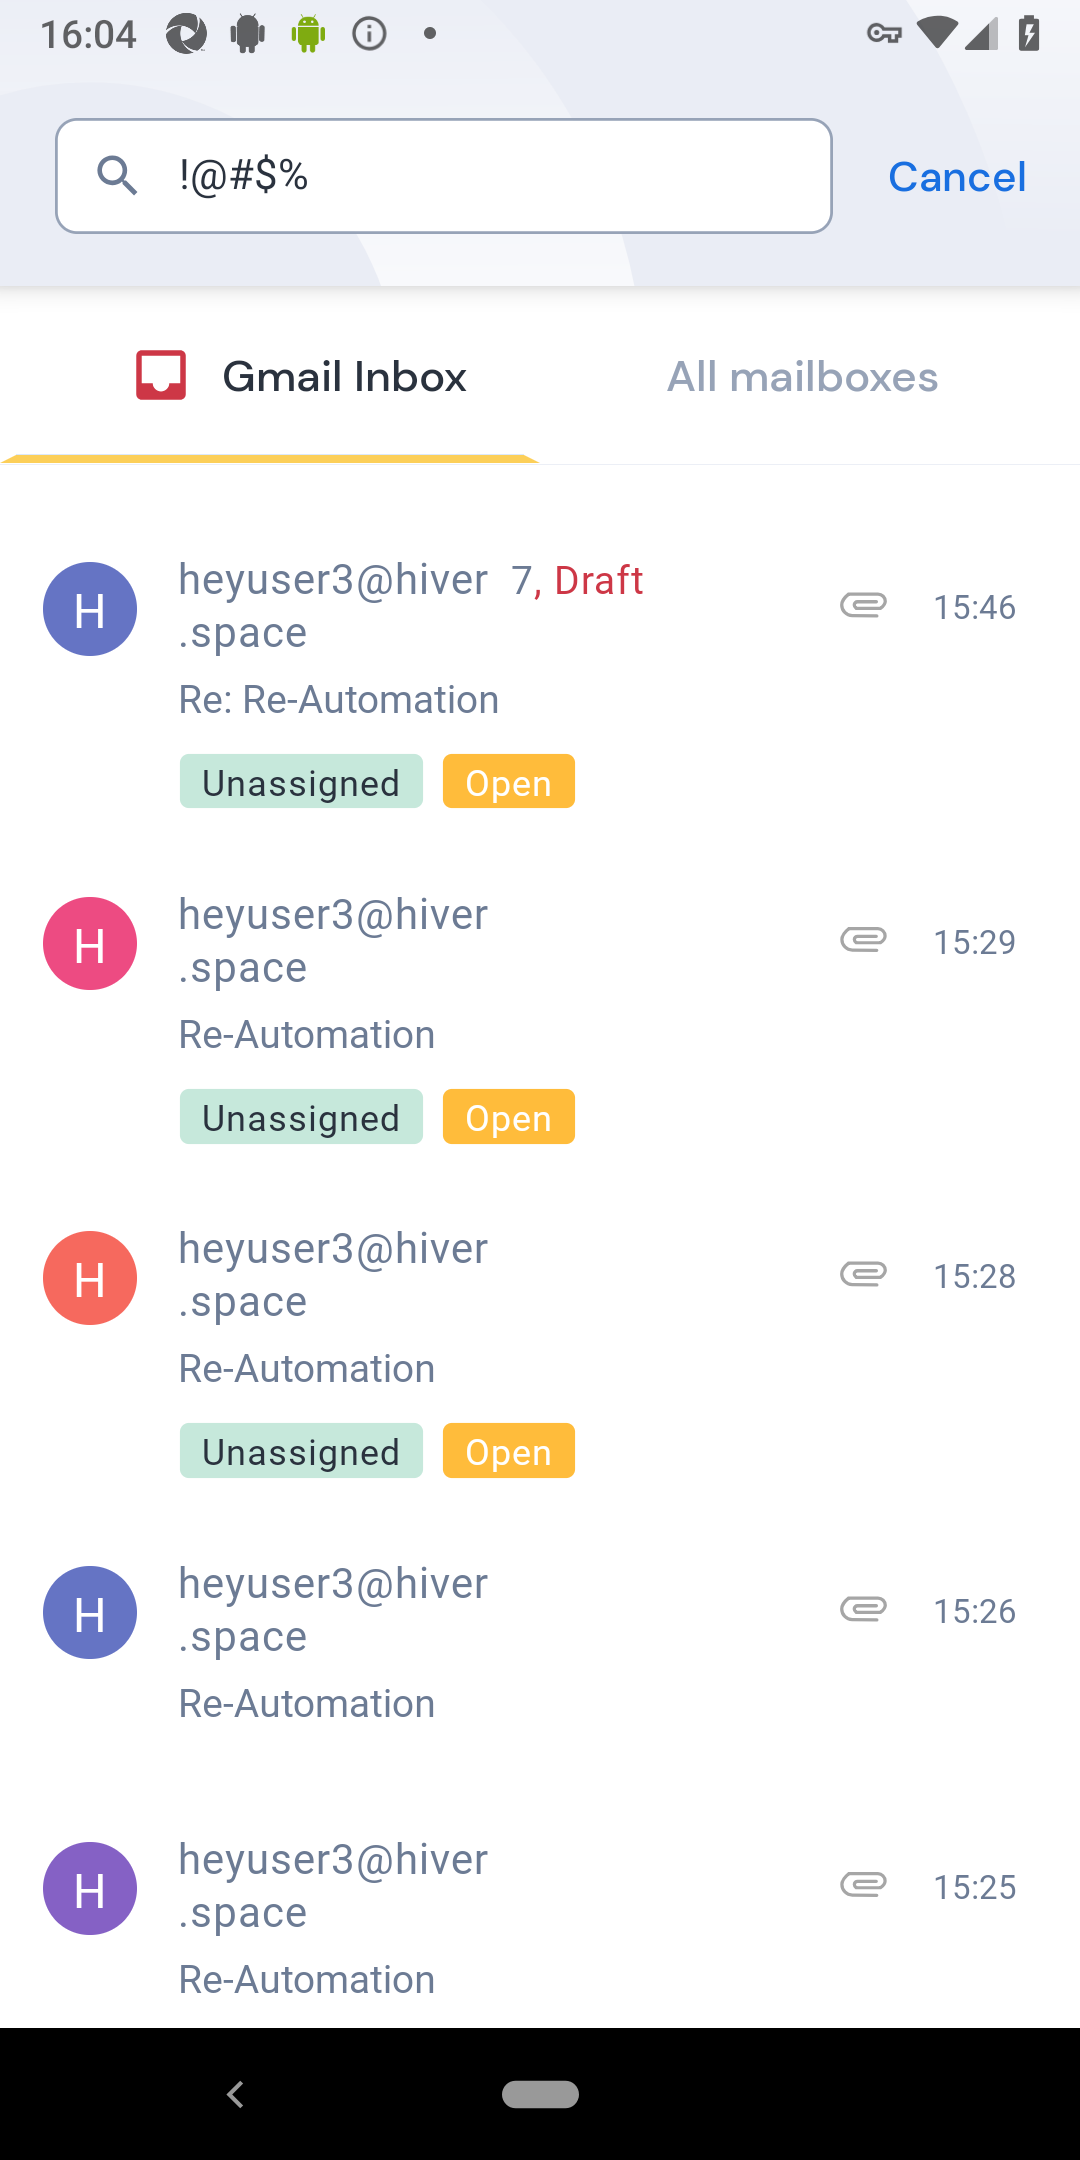 16:04
!@#$%
Cancel
Gmail Inbox
All mailboxes
H
heyuser3@hiver 7, Draft
.space
15:46
Re: Re-Automation
Unassigned Open
H
heyuser3@hiver
.space
15:29
Re-Automation
Unassigned Open
H
heyuser3@hiver
.space
15:28
Re-Automation
Unassigned Open
H
heyuser3@hiver
.space
15:26
Re-Automation
H
heyuser3@hiver
.space
15:25
Re-Automation